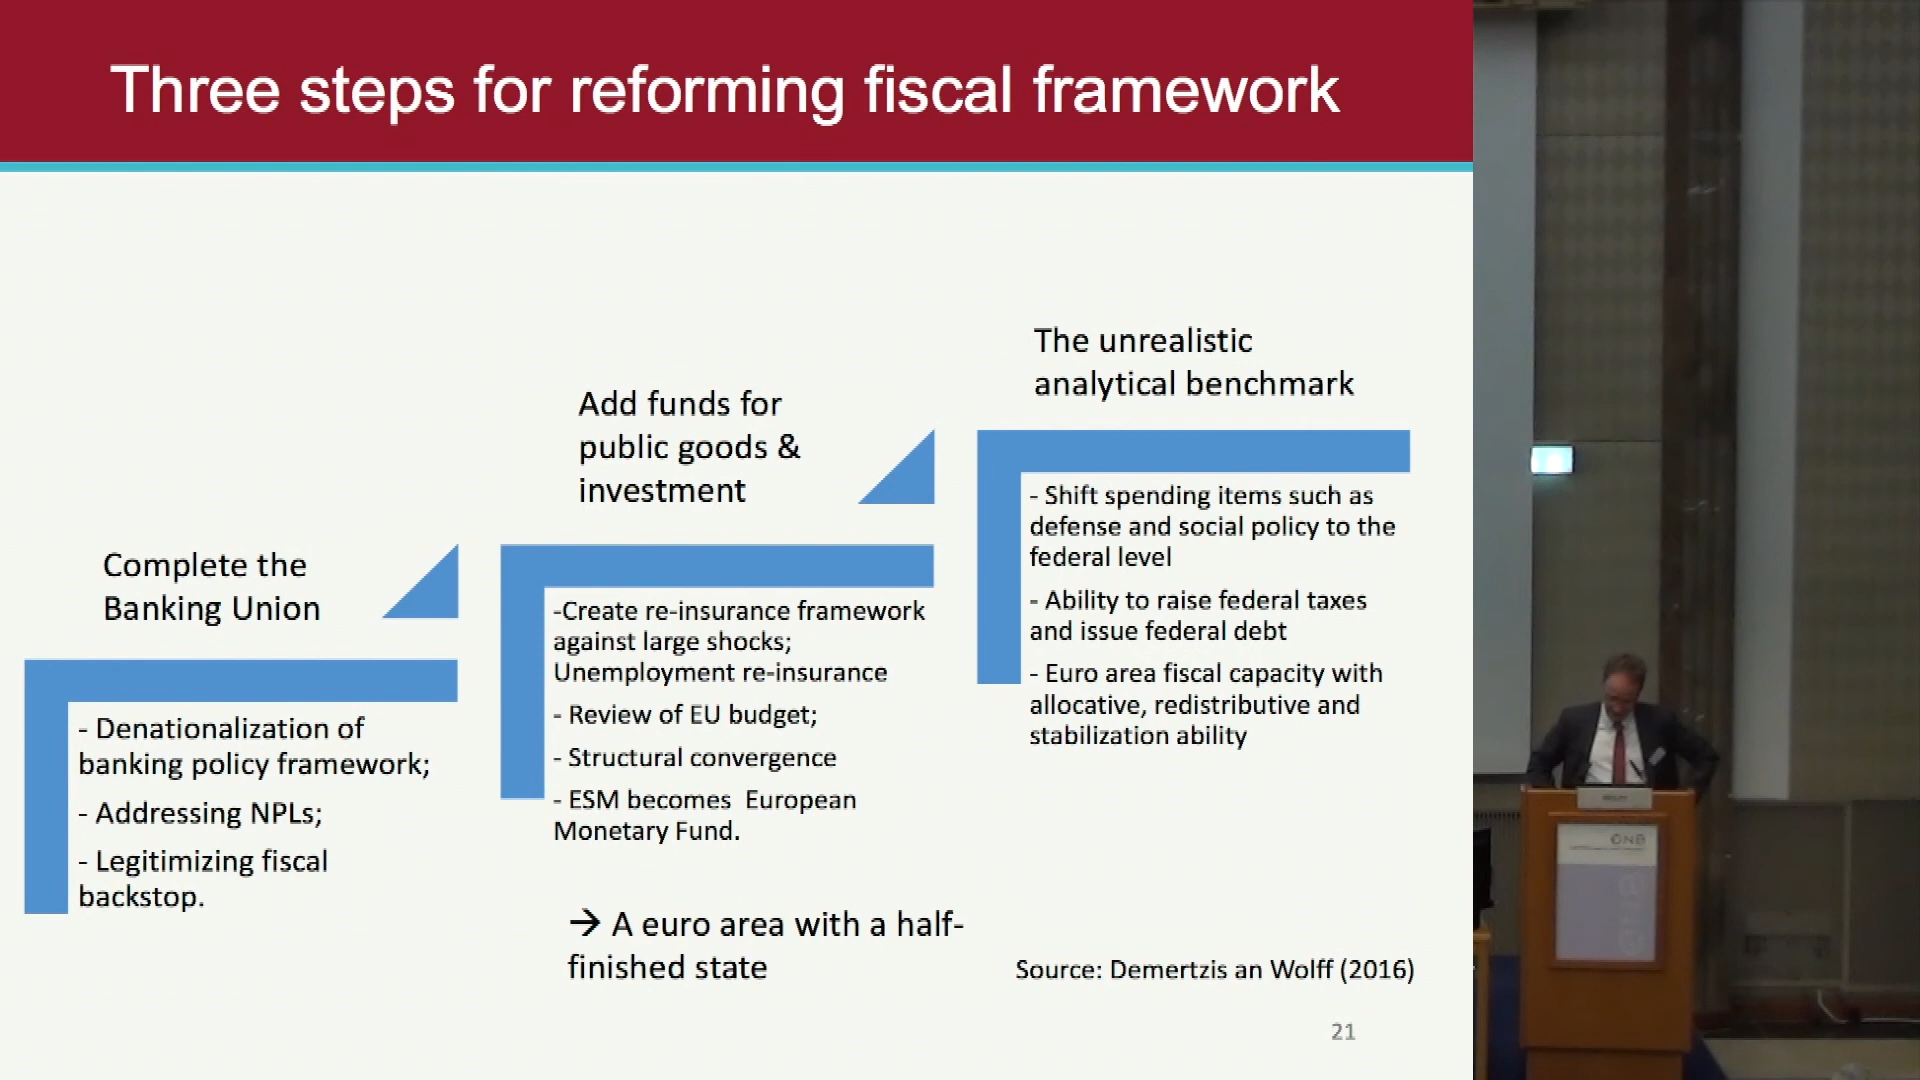 Three steps for reforming fiscal framework
Complete the
Banking Union
- Denationalization of
banking policy framework;
- Addressing NPLs;
- Legitimizing fiscal
backstop.
Add funds for
public goods &
investment
-Create re-insurance framework
against large shocks;
Unemployment re-insurance
- Review of EU budget;
- Structural convergence
- ESM becomes  European
Monetary Fund.
→ A euro area with a half-
finished state
The unrealistic
analytical benchmark
- Shift spending items such as
defense and social policy to the
federal level
- Ability to raise federal taxes
and issue federal debt
- Euro area fiscal capacity with
allocative, redistributive and
stabilization ability
Source: Demertzis an Wolff (2016)
21